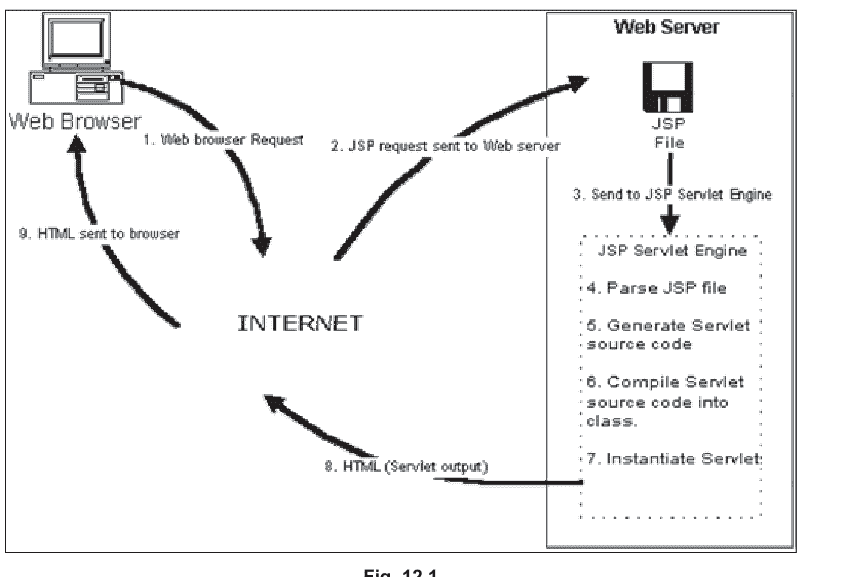 Web Server
JSP
File
Web Browser
1. Web browser Request
2. JSP request sent to Web server
3. Send to JSP Servlet Engine
9. HTML sent to browser
JSP Servlet Engine
4. Parse JSP file
5. Generate Servlet
source code
6. Compile Servlet
source code into
class.
7. Instantiate Servlet
INTERNET
8. HTML (Servlet output)
Fig. 12.1